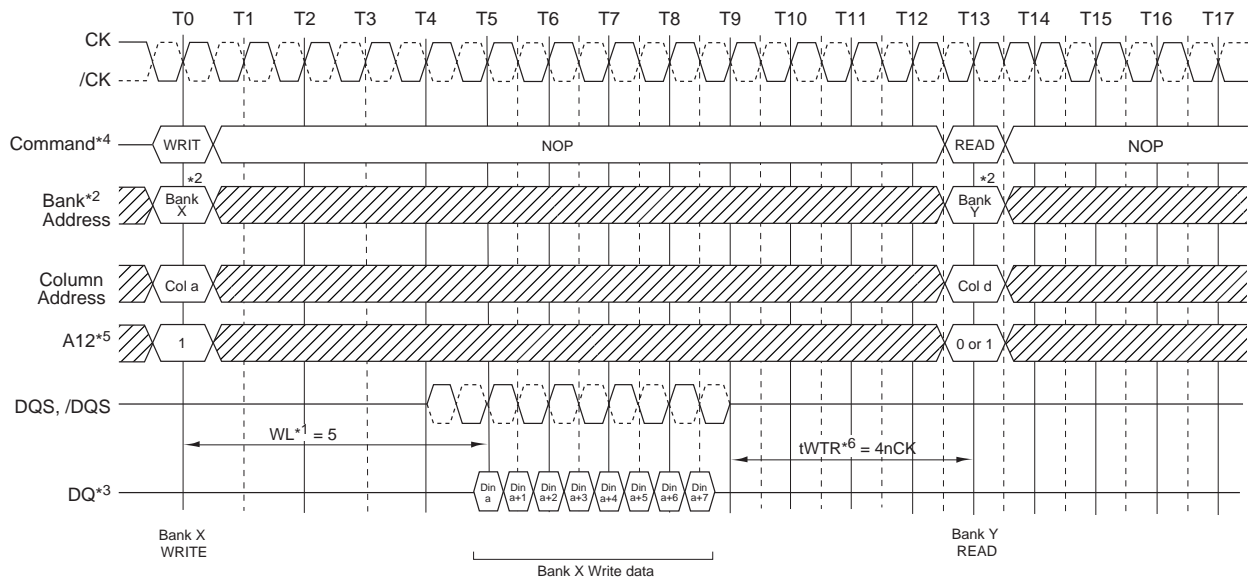 T0 T1 T2 T3 T4 T5 T6 T7 T8 T9 T10 T11 T12 T13 T14 T15 T16 T17
CK
/CK
Command*4 WRIT NOP READ NOP
*2 *2
Bank*2 Address Bank X Bank Y
Column Address Col a Col d
A12*5 1 0 or 1
DQS, /DQS
WL*1 = 5 tWTR*6 = 4nCK
DQ*3 Din a Din a+1 Din a+2 Din a+3 Din a+4 Din a+5 Din a+6 Din a+7
Bank X WRITE Bank Y READ
Bank X Write data